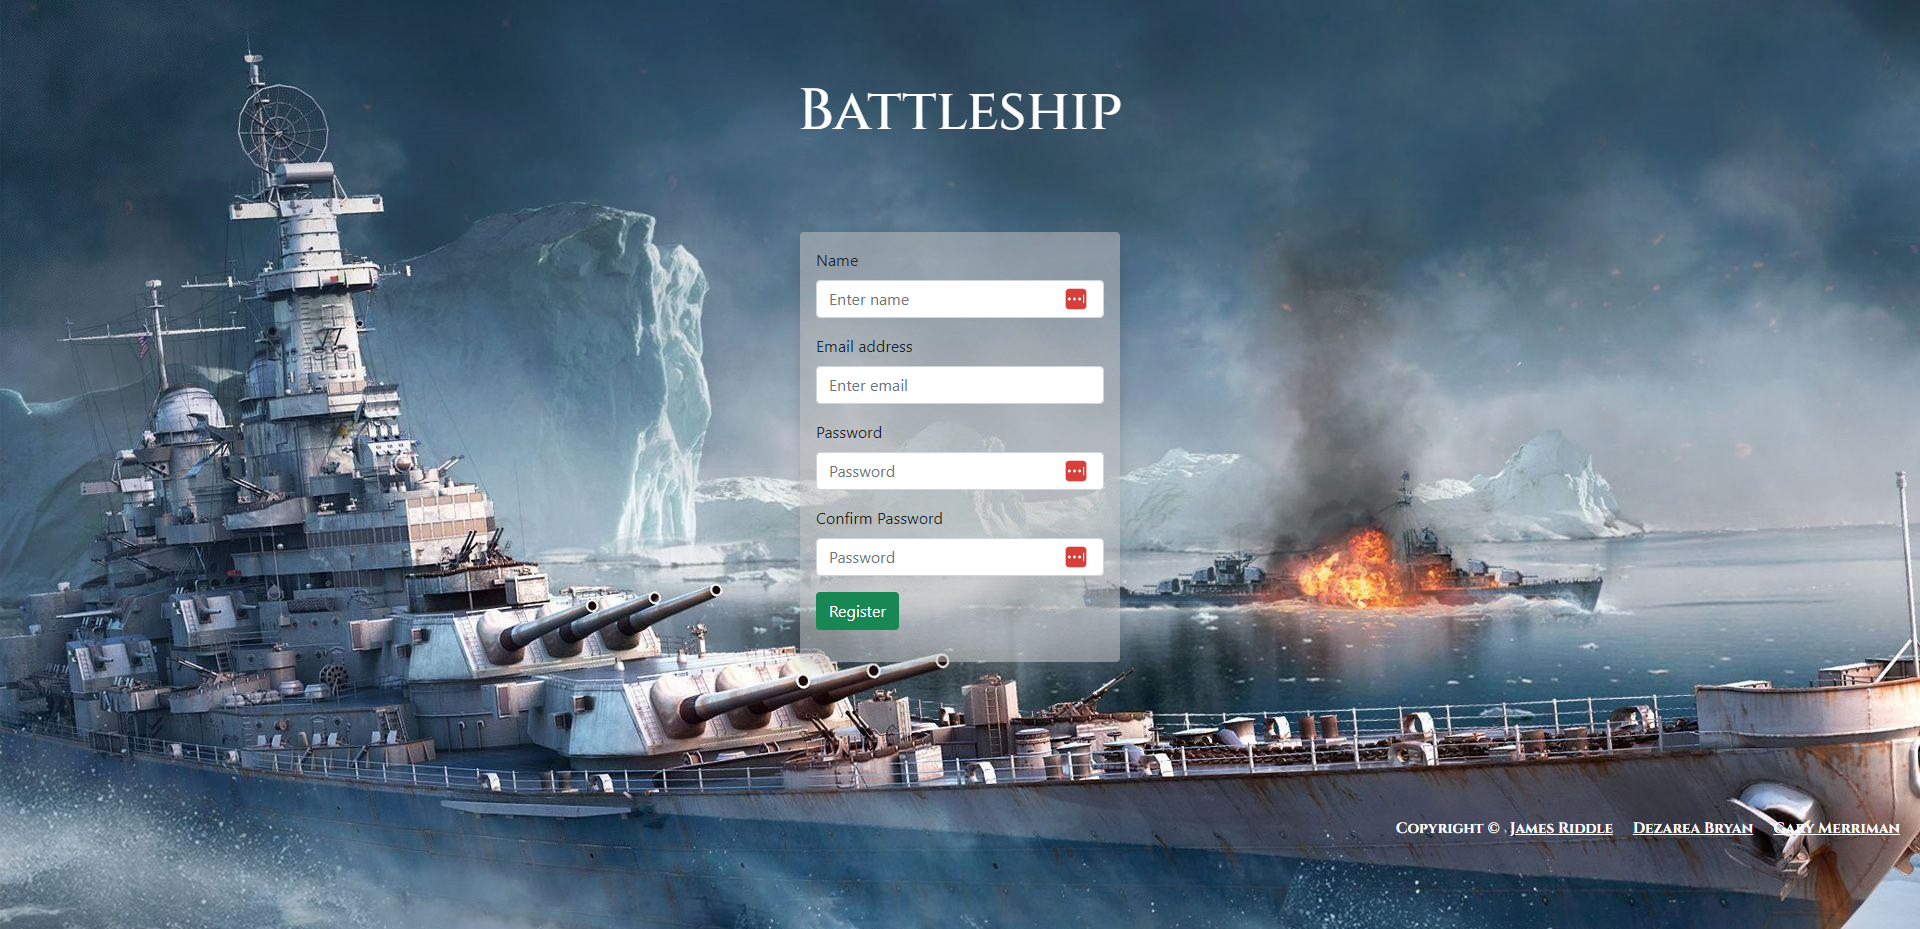 Battleship
Name
Enter name
Email address
Enter email
Password
Password
Confirm Password
Password
Register
Copyright © James Riddle Dezarea Bryan Gary Merriman